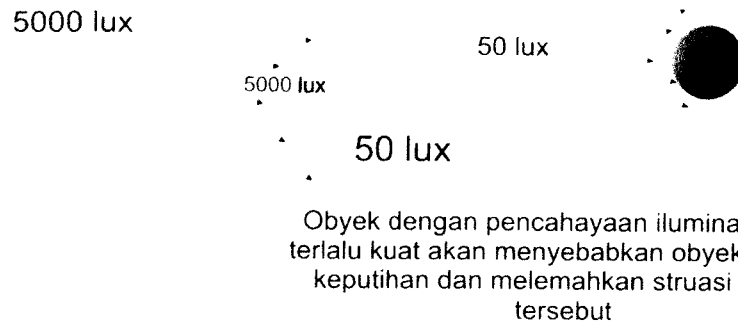 5000 lux
50 lux
5000 lux
50 lux
Obyek dengan pencahayaan ilumina
terlalu kuat akan menyebabkan obyek
keputihan dan melemahkan struasi
tersebut